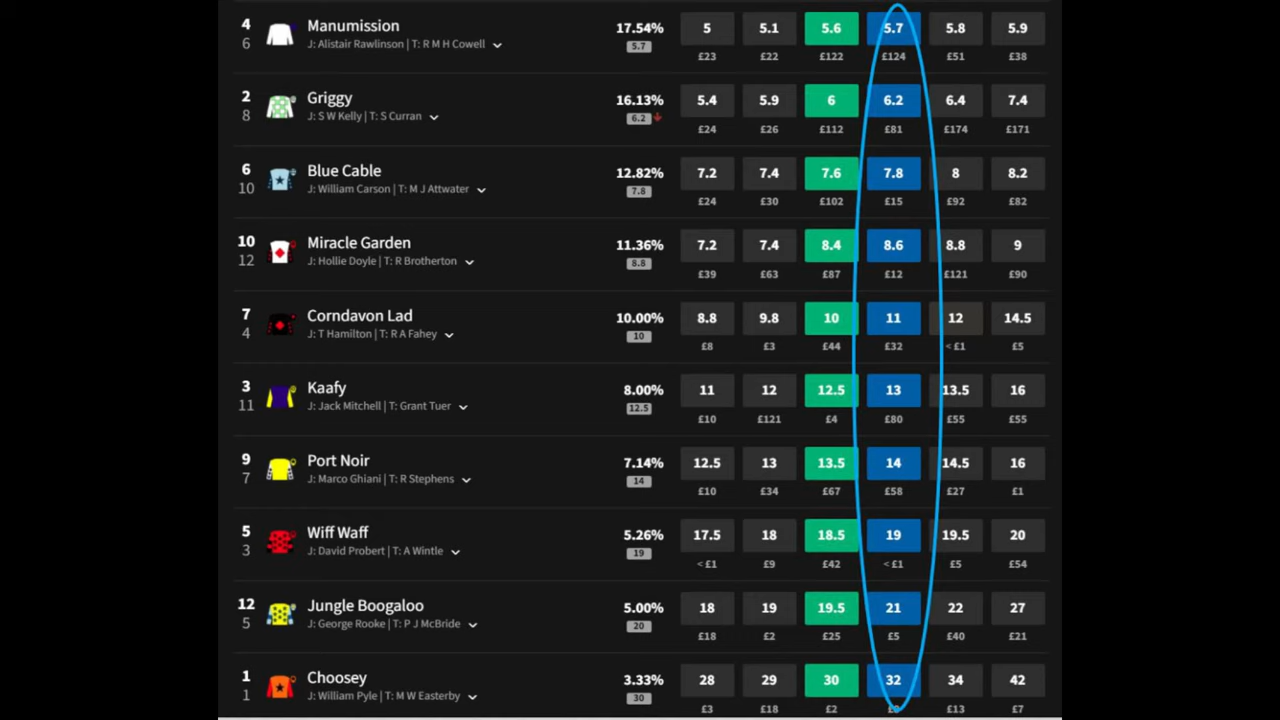 4 Manumission 17.54% 5 5.1 5.6 5.7 5.8 5.9
6 J: Alistair Rawlinson | T: R M H Cowell 5.7 £23 £22 £122 £124 £51 £38
2 Griggy 16.13% 5.4 5.9 6 6.2 6.4 7.4
8 J: S W Kelly | T: S Curran 6.2 £24 £26 £112 £81 £174 £171
6 Blue Cable 12.82% 7.2 7.4 7.6 7.8 8 8.2
10 J: William Carson | T: M J Attwater 7.8 £24 £30 £102 £15 £92 £82
10 Miracle Garden 11.36% 7.2 7.4 8.4 8.6 8.8 9
12 J: Hollie Doyle | T: R Brotherton 8.8 £39 £63 £87 £12 £121 £90
7 Corndavon Lad 10.00% 8.8 9.8 10 11 12 14.5
4 J: T Hamilton | T: R A Fahey 10 £8 £3 £44 £32 < £1 £5
3 Kaafy 8.00% 11 12 12.5 13 13.5 16
11 J: Jack Mitchell | T: Grant Tuer 12.5 £10 £121 £4 £80 £55 £55
9 Port Noir 7.14% 12.5 13 13.5 14 14.5 16
7 J: Marco Ghiani | T: R Stephens 14 £10 £34 £67 £58 £27 £1
5 Wiff Waff 5.26% 17.5 18 18.5 19 19.5 20
3 J: David Probert | T: A Wintle 19 < £1 £9 £42 < £1 £5 £54
12 Jungle Boogaloo 5.00% 18 19 19.5 21 22 27
5 J: George Rooke | T: P J McBride 20 £18 £2 £25 £5 £40 £21
1 Choosey 3.33% 28 29 30 32 34 42
1 J: William Pyle | T: M W Easterby 30 £3 £18 £2 £13 £7